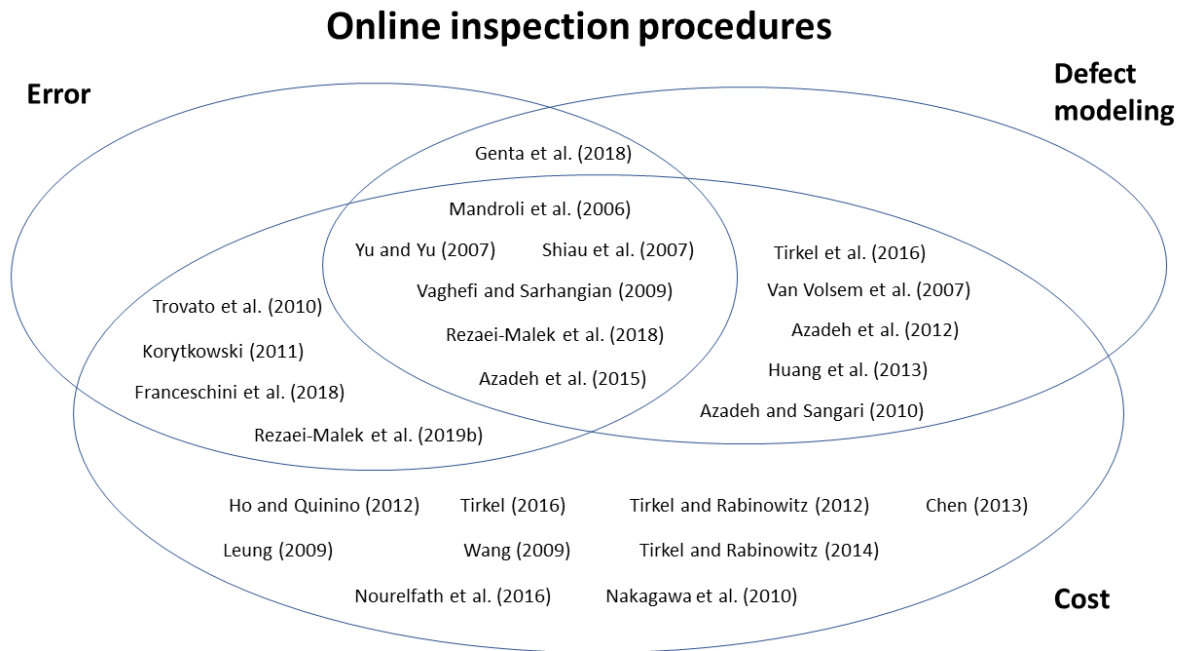 Online inspection procedures
Error
Defect
modeling
Genta et al. (2018)
Mandroli et al. (2006)
Yu and Yu (2007)
Shiau et al. (2007)
Tirkel et al. (2016)
Vaghefi and Sarhangian (2009)
Van Volsem et al. (2007)
Trovato et al. (2010)
Rezaei-Malek et al. (2018)
Azadeh et al. (2012)
Korytkowski (2011)
Azadeh et al. (2015)
Huang et al. (2013)
Franceschini et al. (2018)
Azadeh and Sangari (2010)
Rezaei-Malek et al. (2019b)
Ho and Quinino (2012)
Tirkel (2016)
Tirkel and Rabinowitz (2012)
Chen (2013)
Leung (2009)
Wang (2009)
Tirkel and Rabinowitz (2014)
Nourelfath et al. (2016)
Nakagawa et al. (2010)
Cost